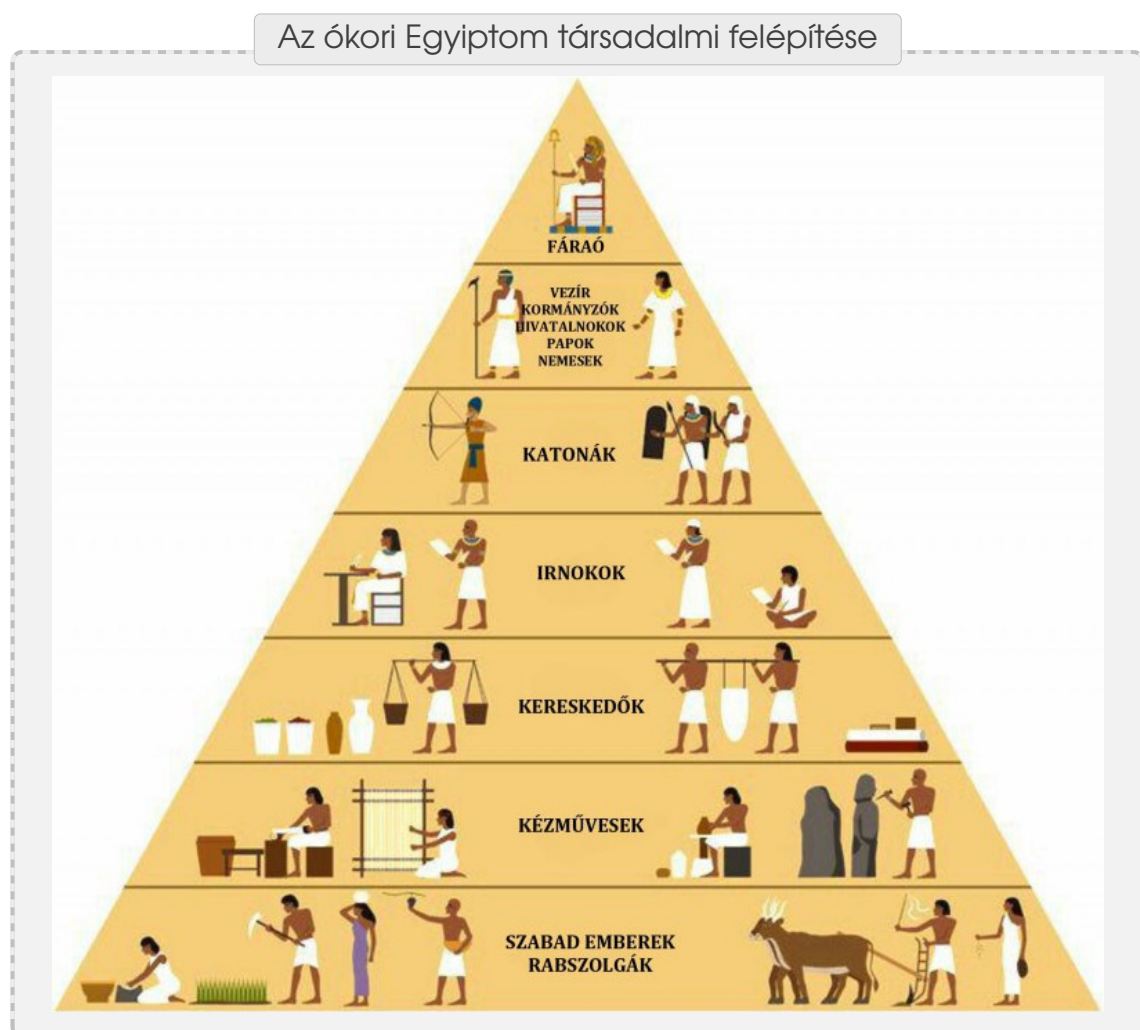 Az ókori Egyiptom társadalmi felépítése
FÁRAÓ
VEZÍR
KORMÁNYZÓK
HIVATALNOKOK
PAPOK
NEMESEK
KATONÁK
IRNOKOK
KERESKEDŐK
KÉZMŰVESEK
SZABAD EMBEREK
RABSZOLGÁK